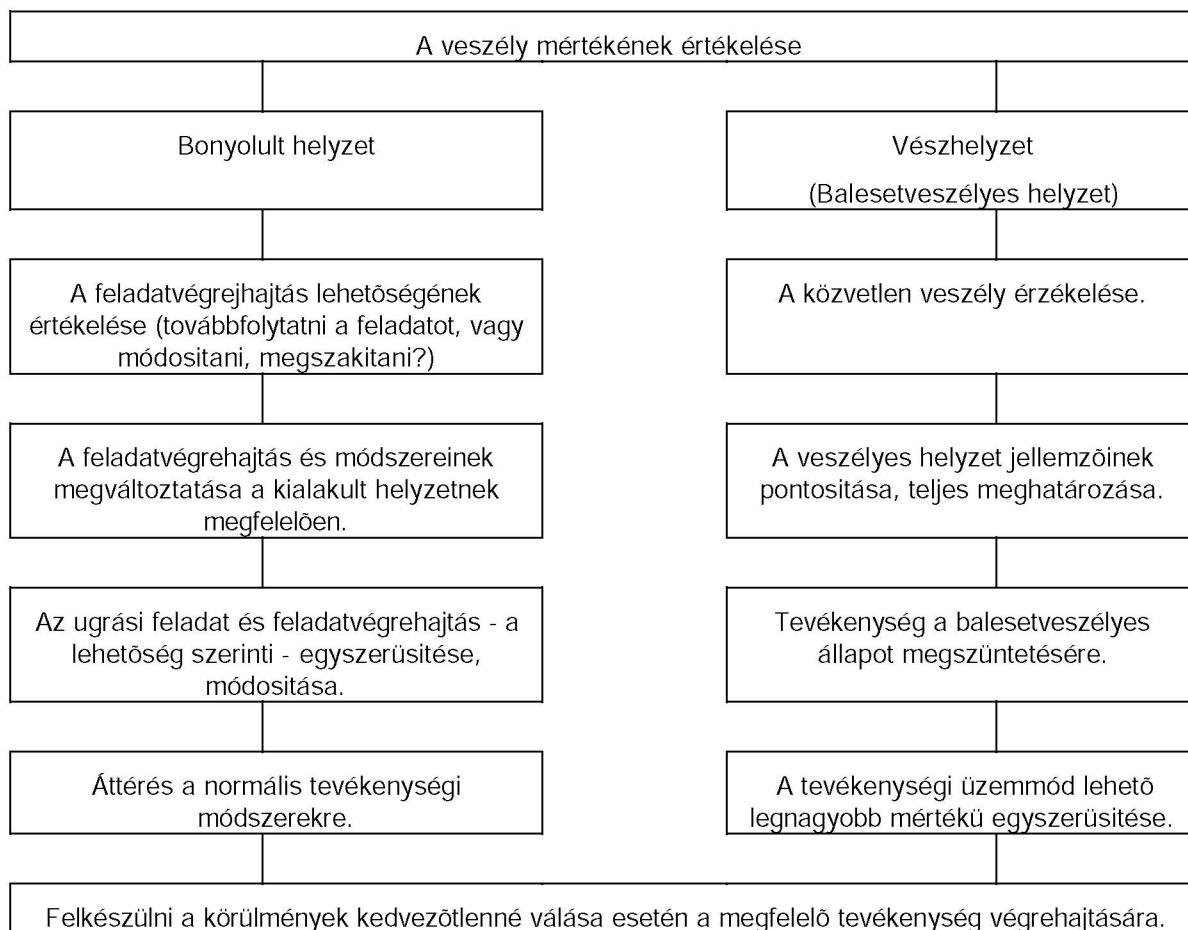 A veszély mértékének értékelése
Bonyolult helyzet
Vészhelyzet
(Balesetveszélyes helyzet)
A feladatvégrejhajtás lehetõségének
értékelése (továbbfolytatni a feladatot, vagy
módositani, megszakitani?)
A közvetlen veszély érzékelése.
A feladatvégrehajtás és módszereinek
megváltoztatása a kialakult helyzetnek
megfelelõen.
A veszélyes helyzet jellemzõinek
pontositása, teljes meghatározása.
Az ugrási feladat és feladatvégrehajtás - a
lehetõség szerinti - egyszerüsitése,
módositása.
Tevékenység a balesetveszélyes
állapot megszüntetésére.
Áttérés a normális tevékenységi
módszerekre.
A tevékenységi üzemmód lehetõ
legnagyobb mértékü egyszerüsitése.
Felkészülni a körülmények kedvezõtlenné válása esetén a megfelelõ tevékenység végrehajtására.